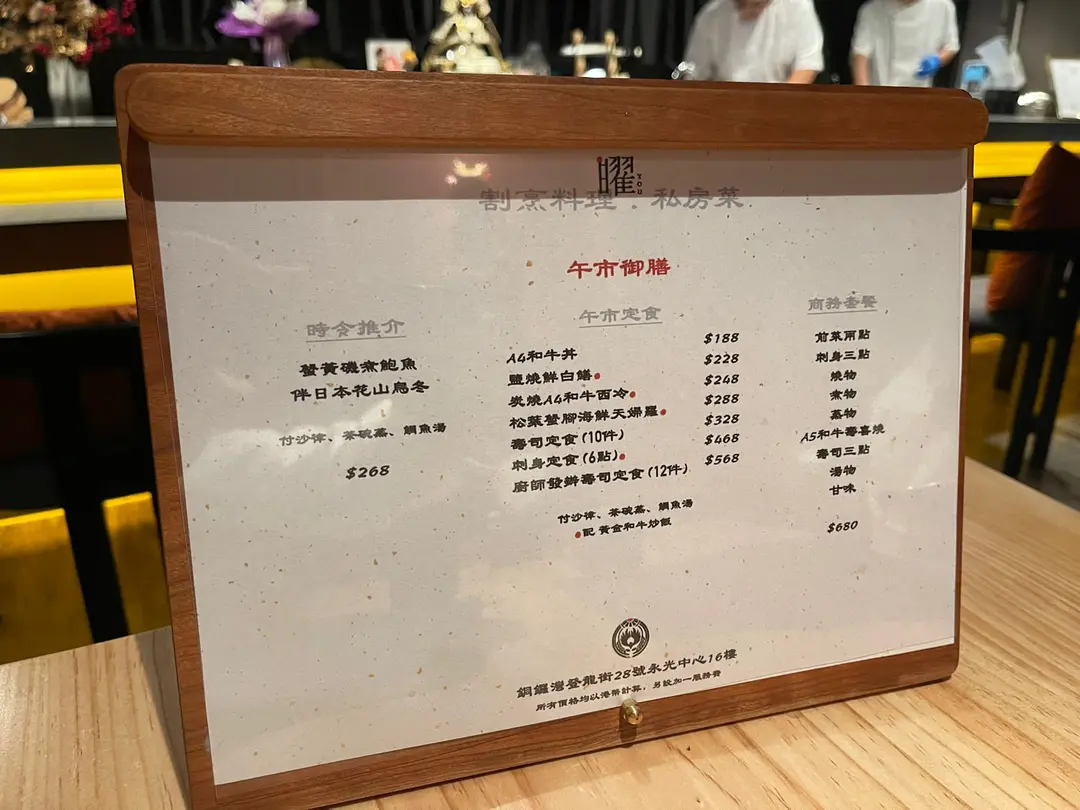 曜 YOU
割烹料理．私房菜
午市御膳
時令推介
蟹黃磯煮鮑魚
伴日本花山烏冬
付沙律、茶碗蒸、鯛魚湯
$268
午市定食
A4和牛丼 $188
鹽燒鮮白鱔 $228
炭燒A4和牛西冷 $248
松葉蟹腳海鮮天婦羅 $288
壽司定食 (10件) $328
刺身定食 (6點) $468
廚師發辦壽司定食 (12件) $568
付沙律、茶碗蒸、鯛魚湯
配 黃金和牛炒飯
商務套餐
前菜兩點
刺身三點
燒物
煮物
蒸物
A5和牛壽喜燒
壽司三點
湯物
甘味
$680
銅鑼灣登龍街28號永光中心16樓
所有價格均以港幣計算，另設加一服務費